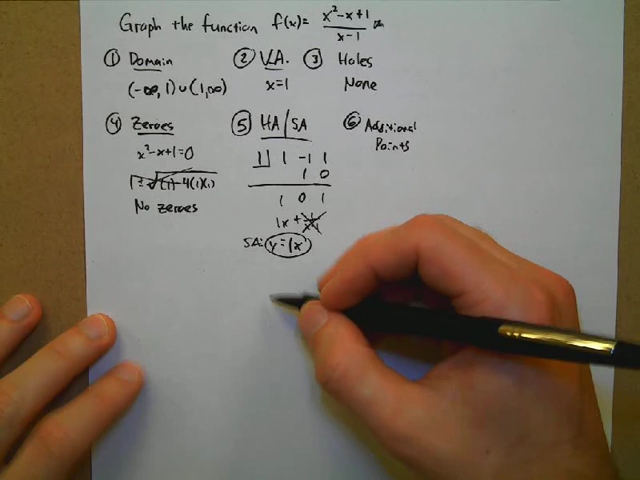 Graph the function f(x) = x²-x+1 / x-1
① Domain
(-∞, 1) ∪ (1, ∞)
② V.A.
x=1
③ Holes
None
④ Zeroes
x²-x+1=0
No zeroes
⑤ HA/SA
1 | 1 -1 1
1 0
1 0 1
1x +
SA: y=1x
⑥ Additional
Points